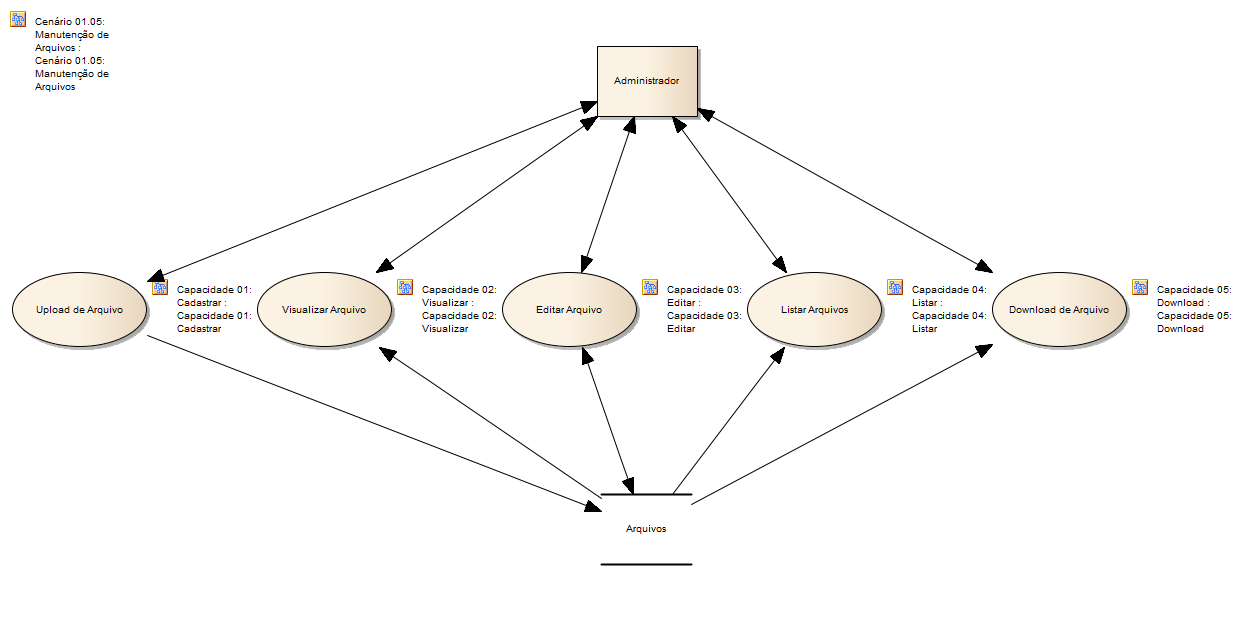 Cenário 01.05:
Manutenção de
Arquivos :
Cenário 01.05:
Manutenção de
Arquivos
Administrador
Upload de Arquivo
Capacidade 01:
Cadastrar :
Capacidade 01:
Cadastrar
Visualizar Arquivo
Capacidade 02:
Visualizar :
Capacidade 02:
Visualizar
Editar Arquivo
Capacidade 03:
Editar :
Capacidade 03:
Editar
Listar Arquivos
Capacidade 04:
Listar :
Capacidade 04:
Listar
Download de Arquivo
Capacidade 05:
Download :
Capacidade 05:
Download
Arquivos